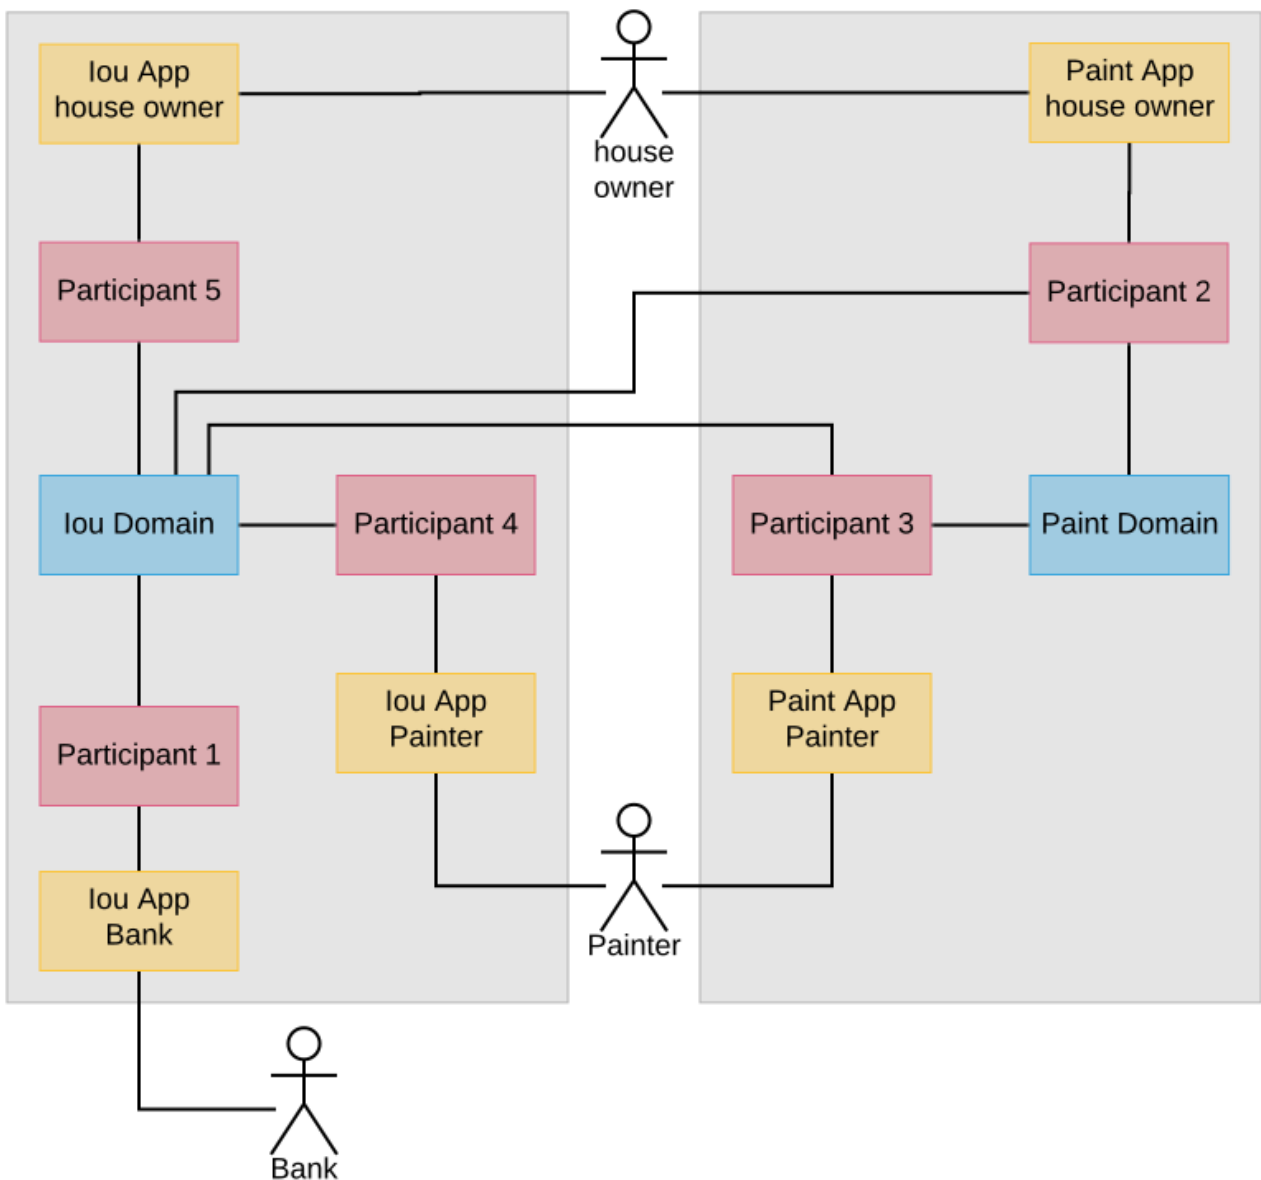 Iou App
house owner
house
owner
Paint App
house owner
Participant 5
Participant 2
Iou Domain
Participant 4
Participant 3
Paint Domain
Iou App
Painter
Paint App
Painter
Participant 1
Iou App
Bank
Painter
Bank